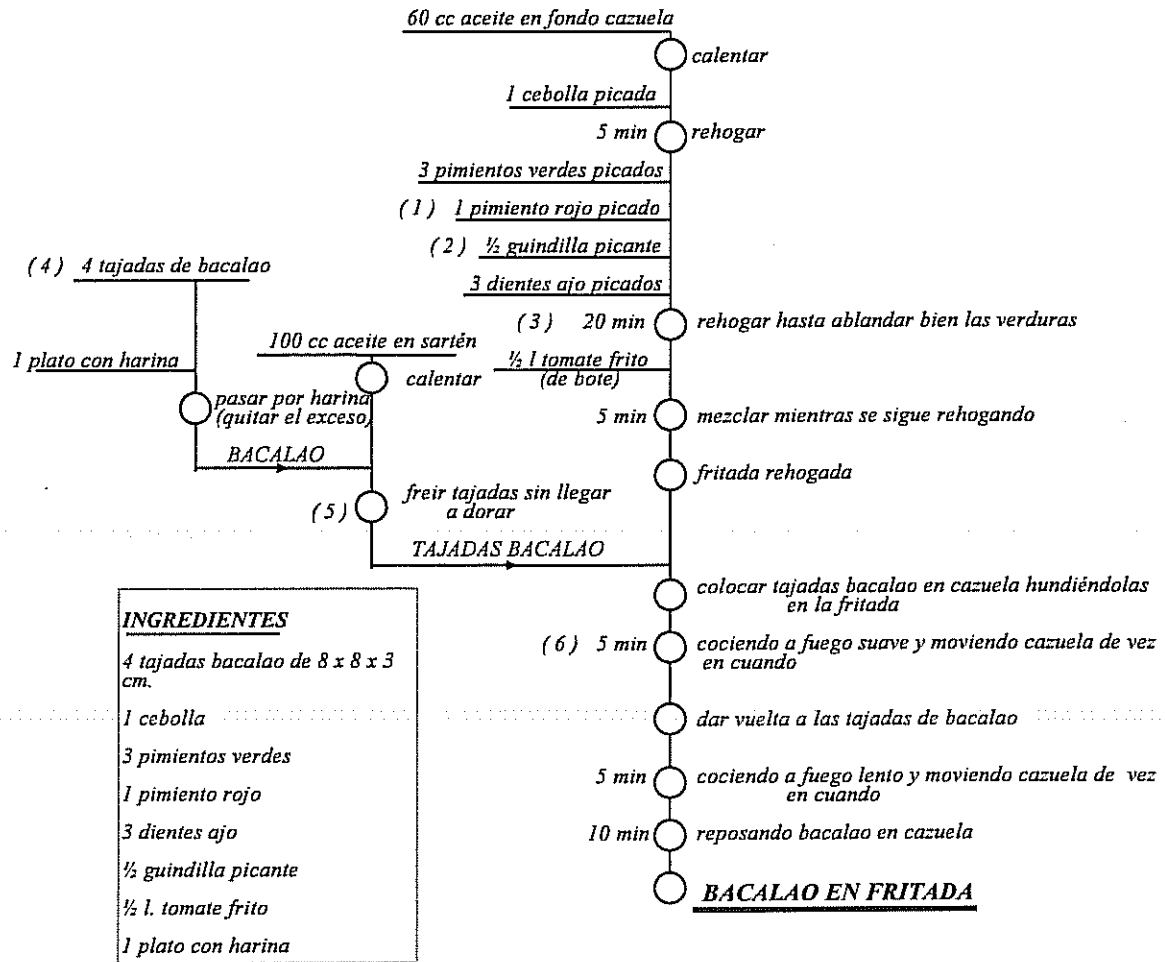 60 cc aceite en fondo cazuela
calentar
1 cebolla picada
5 min rehogar
3 pimientos verdes picados
( 1 ) 1 pimiento rojo picado
( 2 ) ½ guindilla picante
3 dientes ajo picados
( 3 ) 20 min rehogar hasta ablandar bien las verduras
½ l tomate frito
(de bote)
5 min mezclar mientras se sigue rehogando
fritada rehogada
( 4 ) 4 tajadas de bacalao
1 plato con harina
pasar por harina
(quitar el exceso)
BACALAO
100 cc aceite en sartén
calentar
( 5 ) freir tajadas sin llegar
a dorar
TAJADAS BACALAO
colocar tajadas bacalao en cazuela hundiéndolas
en la fritada
( 6 ) 5 min cociendo a fuego suave y moviendo cazuela de vez
en cuando
dar vuelta a las tajadas de bacalao
5 min cociendo a fuego lento y moviendo cazuela de vez
en cuando
10 min reposando bacalao en cazuela
BACALAO EN FRITADA
INGREDIENTES
4 tajadas bacalao de 8 x 8 x 3
cm.
1 cebolla
3 pimientos verdes
1 pimiento rojo
3 dientes ajo
½ guindilla picante
½ l. tomate frito
1 plato con harina